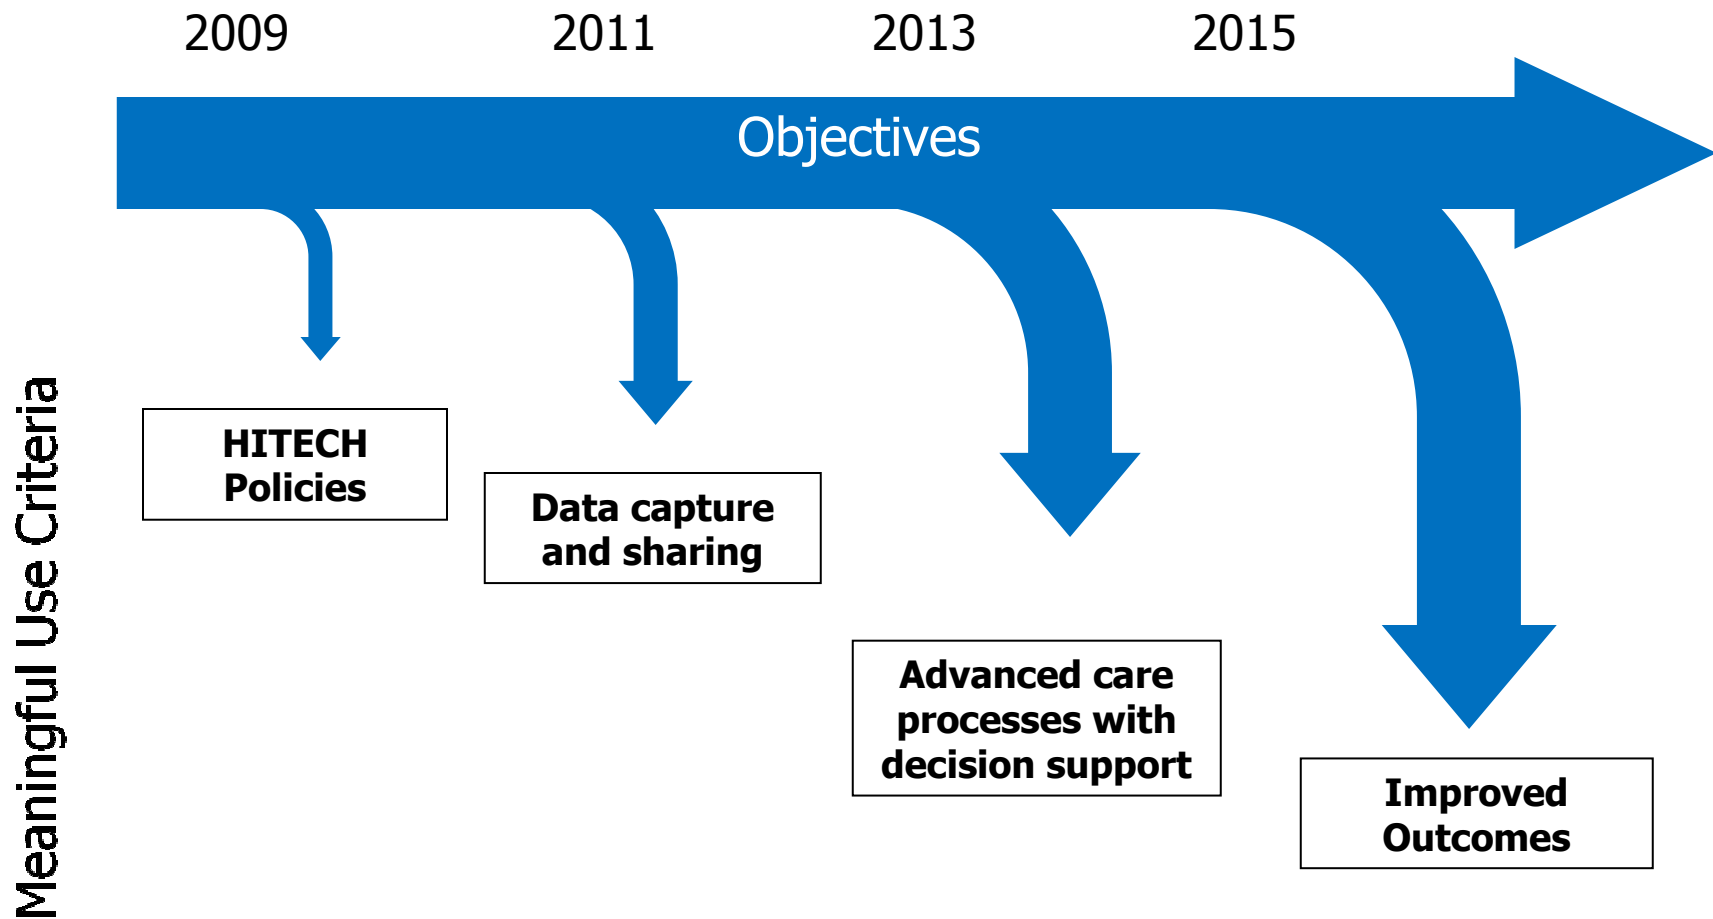 2009 2011 2013 2015
Objectives
Meaningful Use Criteria
HITECH
Policies
Data capture
and sharing
Advanced care
processes with
decision support
Improved
Outcomes